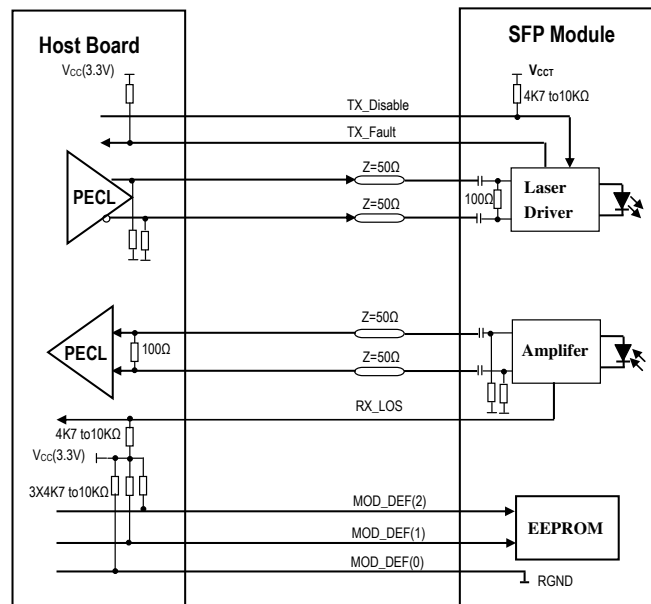 Host Board
SFP Module
Vcc(3.3V)
VCCT
4K7 to10KΩ
TX_Disable
TX_Fault
Z=50Ω
PECL
100Ω
Laser
Driver
Z=50Ω
Z=50Ω
PECL
100Ω
Z=50Ω
Amplifer
RX_LOS
4K7 to10KΩ
Vcc(3.3V)
3X4K7 to10KΩ
MOD_DEF(2)
EEPROM
MOD_DEF(1)
MOD_DEF(0)
RGND